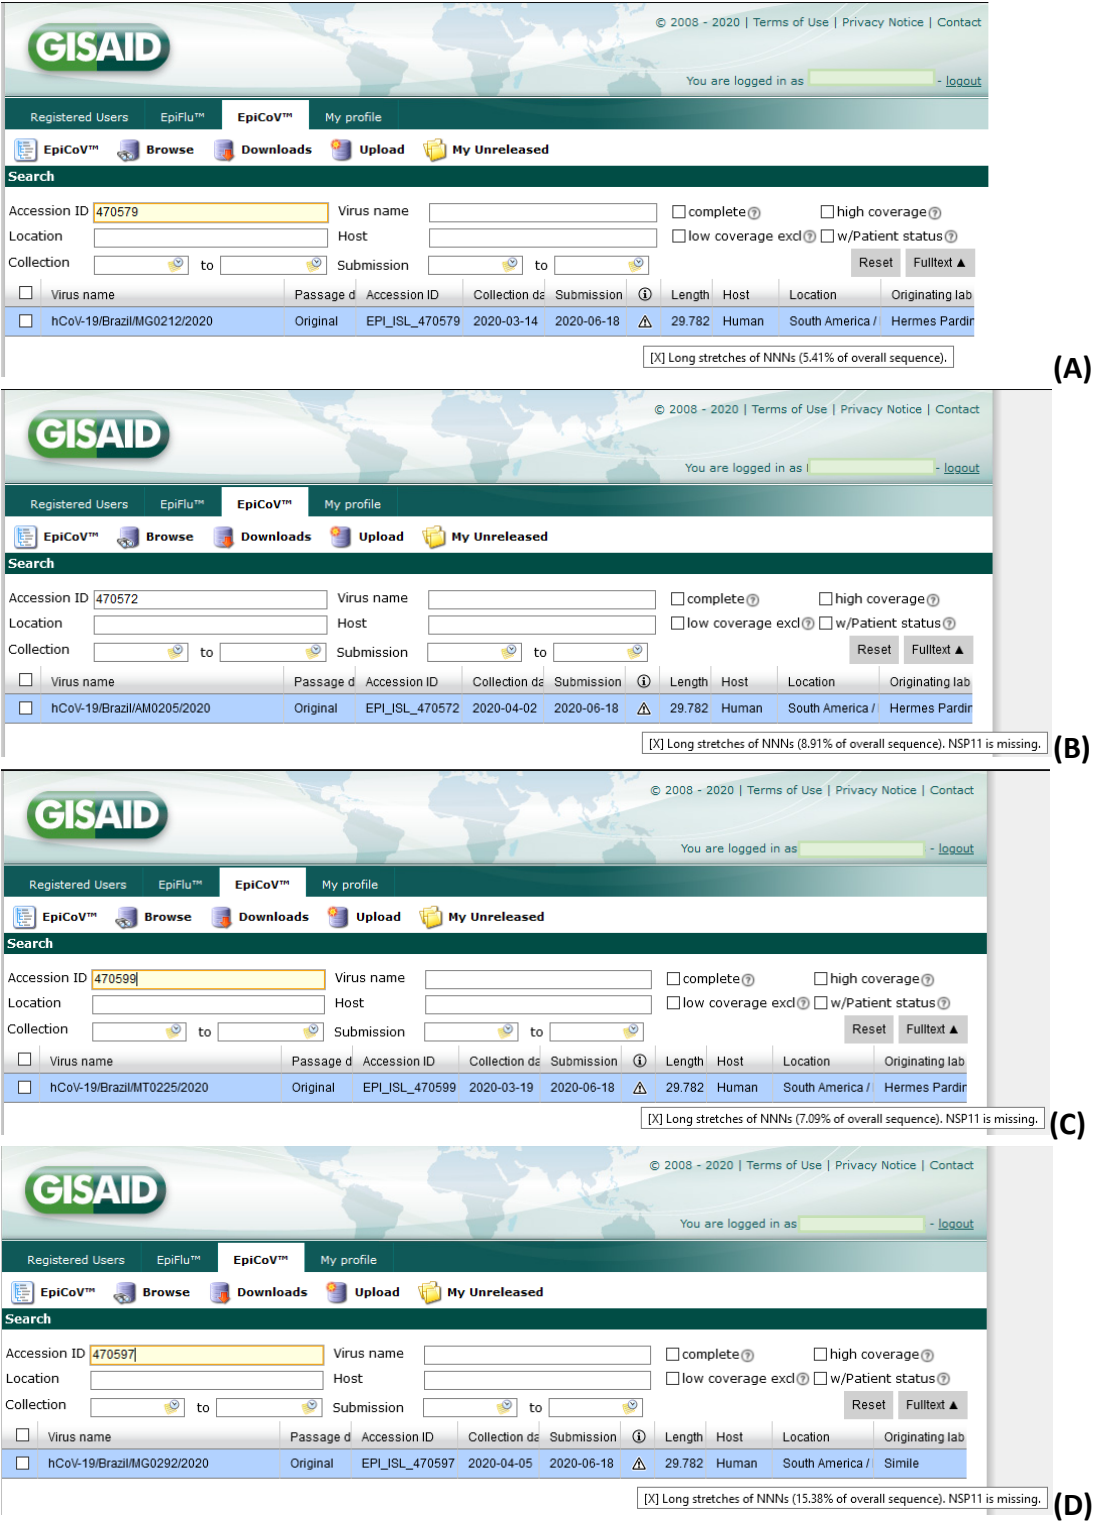 © 2008 - 2020 | Terms of Use | Privacy Notice | Contact
GISAID
You are logged in as - logout
Registered Users EpiFlu™ EpiCoV™ My profile
EpiCoV™ Browse Downloads Upload My Unreleased
Search
Accession ID 470579 Virus name complete high coverage
Location Host low coverage excl w/Patient status
Collection to Submission to Reset Fulltext ▲
Virus name Passage d Accession ID Collection da Submission Length Host Location Originating lab
hCoV-19/Brazil/MG0212/2020 Original EPI_ISL_470579 2020-03-14 2020-06-18 29.782 Human South America / Hermes Pardin
[X] Long stretches of NNNs (5.41% of overall sequence).
(A)
© 2008 - 2020 | Terms of Use | Privacy Notice | Contact
GISAID
You are logged in as - logout
Registered Users EpiFlu™ EpiCoV™ My profile
EpiCoV™ Browse Downloads Upload My Unreleased
Search
Accession ID 470572 Virus name complete high coverage
Location Host low coverage excl w/Patient status
Collection to Submission to Reset Fulltext ▲
Virus name Passage d Accession ID Collection da Submission Length Host Location Originating lab
hCoV-19/Brazil/AM0205/2020 Original EPI_ISL_470572 2020-04-02 2020-06-18 29.782 Human South America / Hermes Pardin
[X] Long stretches of NNNs (8.91% of overall sequence). NSP11 is missing.
(B)
© 2008 - 2020 | Terms of Use | Privacy Notice | Contact
GISAID
You are logged in as - logout
Registered Users EpiFlu™ EpiCoV™ My profile
EpiCoV™ Browse Downloads Upload My Unreleased
Search
Accession ID 470599 Virus name complete high coverage
Location Host low coverage excl w/Patient status
Collection to Submission to Reset Fulltext ▲
Virus name Passage d Accession ID Collection da Submission Length Host Location Originating lab
hCoV-19/Brazil/MT0225/2020 Original EPI_ISL_470599 2020-03-19 2020-06-18 29.782 Human South America / Hermes Pardin
[X] Long stretches of NNNs (7.09% of overall sequence). NSP11 is missing.
(C)
© 2008 - 2020 | Terms of Use | Privacy Notice | Contact
GISAID
You are logged in as - logout
Registered Users EpiFlu™ EpiCoV™ My profile
EpiCoV™ Browse Downloads Upload My Unreleased
Search
Accession ID 470597 Virus name complete high coverage
Location Host low coverage excl w/Patient status
Collection to Submission to Reset Fulltext ▲
Virus name Passage d Accession ID Collection da Submission Length Host Location Originating lab
hCoV-19/Brazil/MG0292/2020 Original EPI_ISL_470597 2020-04-05 2020-06-18 29.782 Human South America / Simile
[X] Long stretches of NNNs (15.38% of overall sequence). NSP11 is missing.
(D)